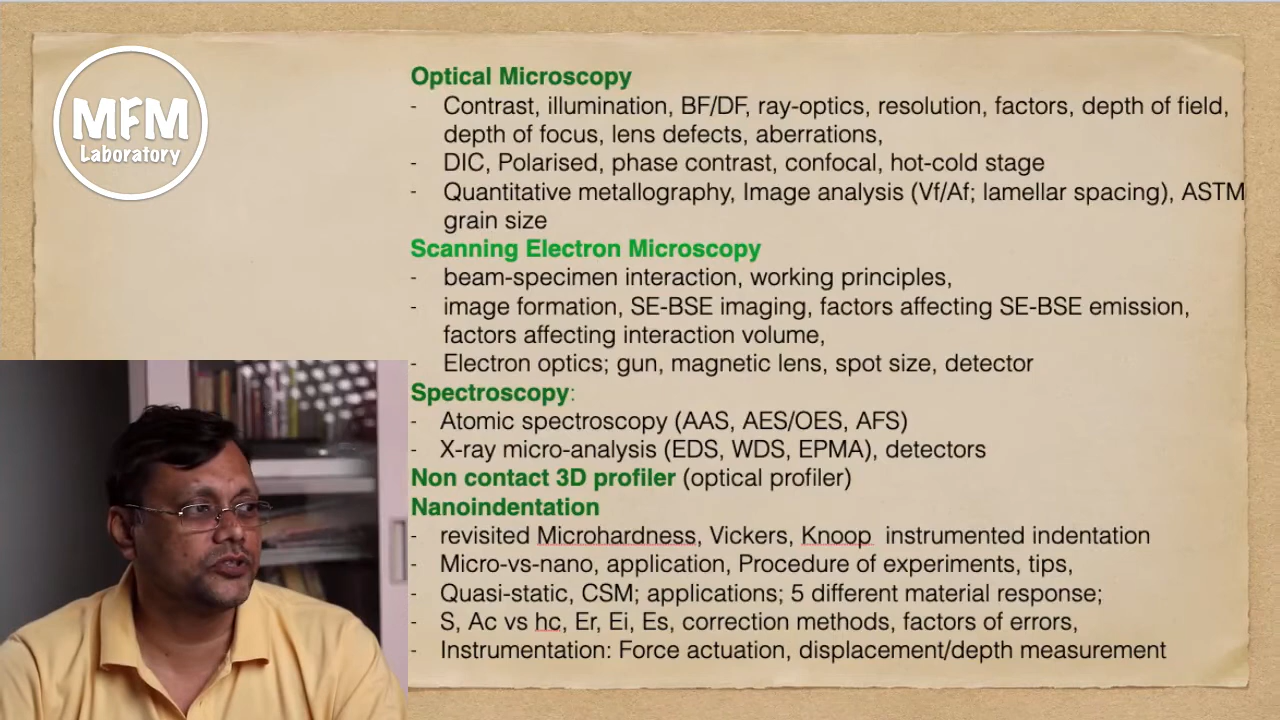 MFM
Laboratory
Optical Microscopy
- Contrast, illumination, BF/DF, ray-optics, resolution, factors, depth of field,
depth of focus, lens defects, aberrations,
- DIC, Polarised, phase contrast, confocal, hot-cold stage
- Quantitative metallography, Image analysis (Vf/Af; lamellar spacing), ASTM
grain size
Scanning Electron Microscopy
- beam-specimen interaction, working principles,
- image formation, SE-BSE imaging, factors affecting SE-BSE emission,
factors affecting interaction volume,
- Electron optics; gun, magnetic lens, spot size, detector
Spectroscopy:
- Atomic spectroscopy (AAS, AES/OES, AFS)
- X-ray micro-analysis (EDS, WDS, EPMA), detectors
Non contact 3D profiler (optical profiler)
Nanoindentation
- revisited Microhardness, Vickers, Knoop instrumented indentation
- Micro-vs-nano, application, Procedure of experiments, tips,
- Quasi-static, CSM; applications; 5 different material response;
- S, Ac vs hc, Er, Ei, Es, correction methods, factors of errors,
- Instrumentation: Force actuation, displacement/depth measurement